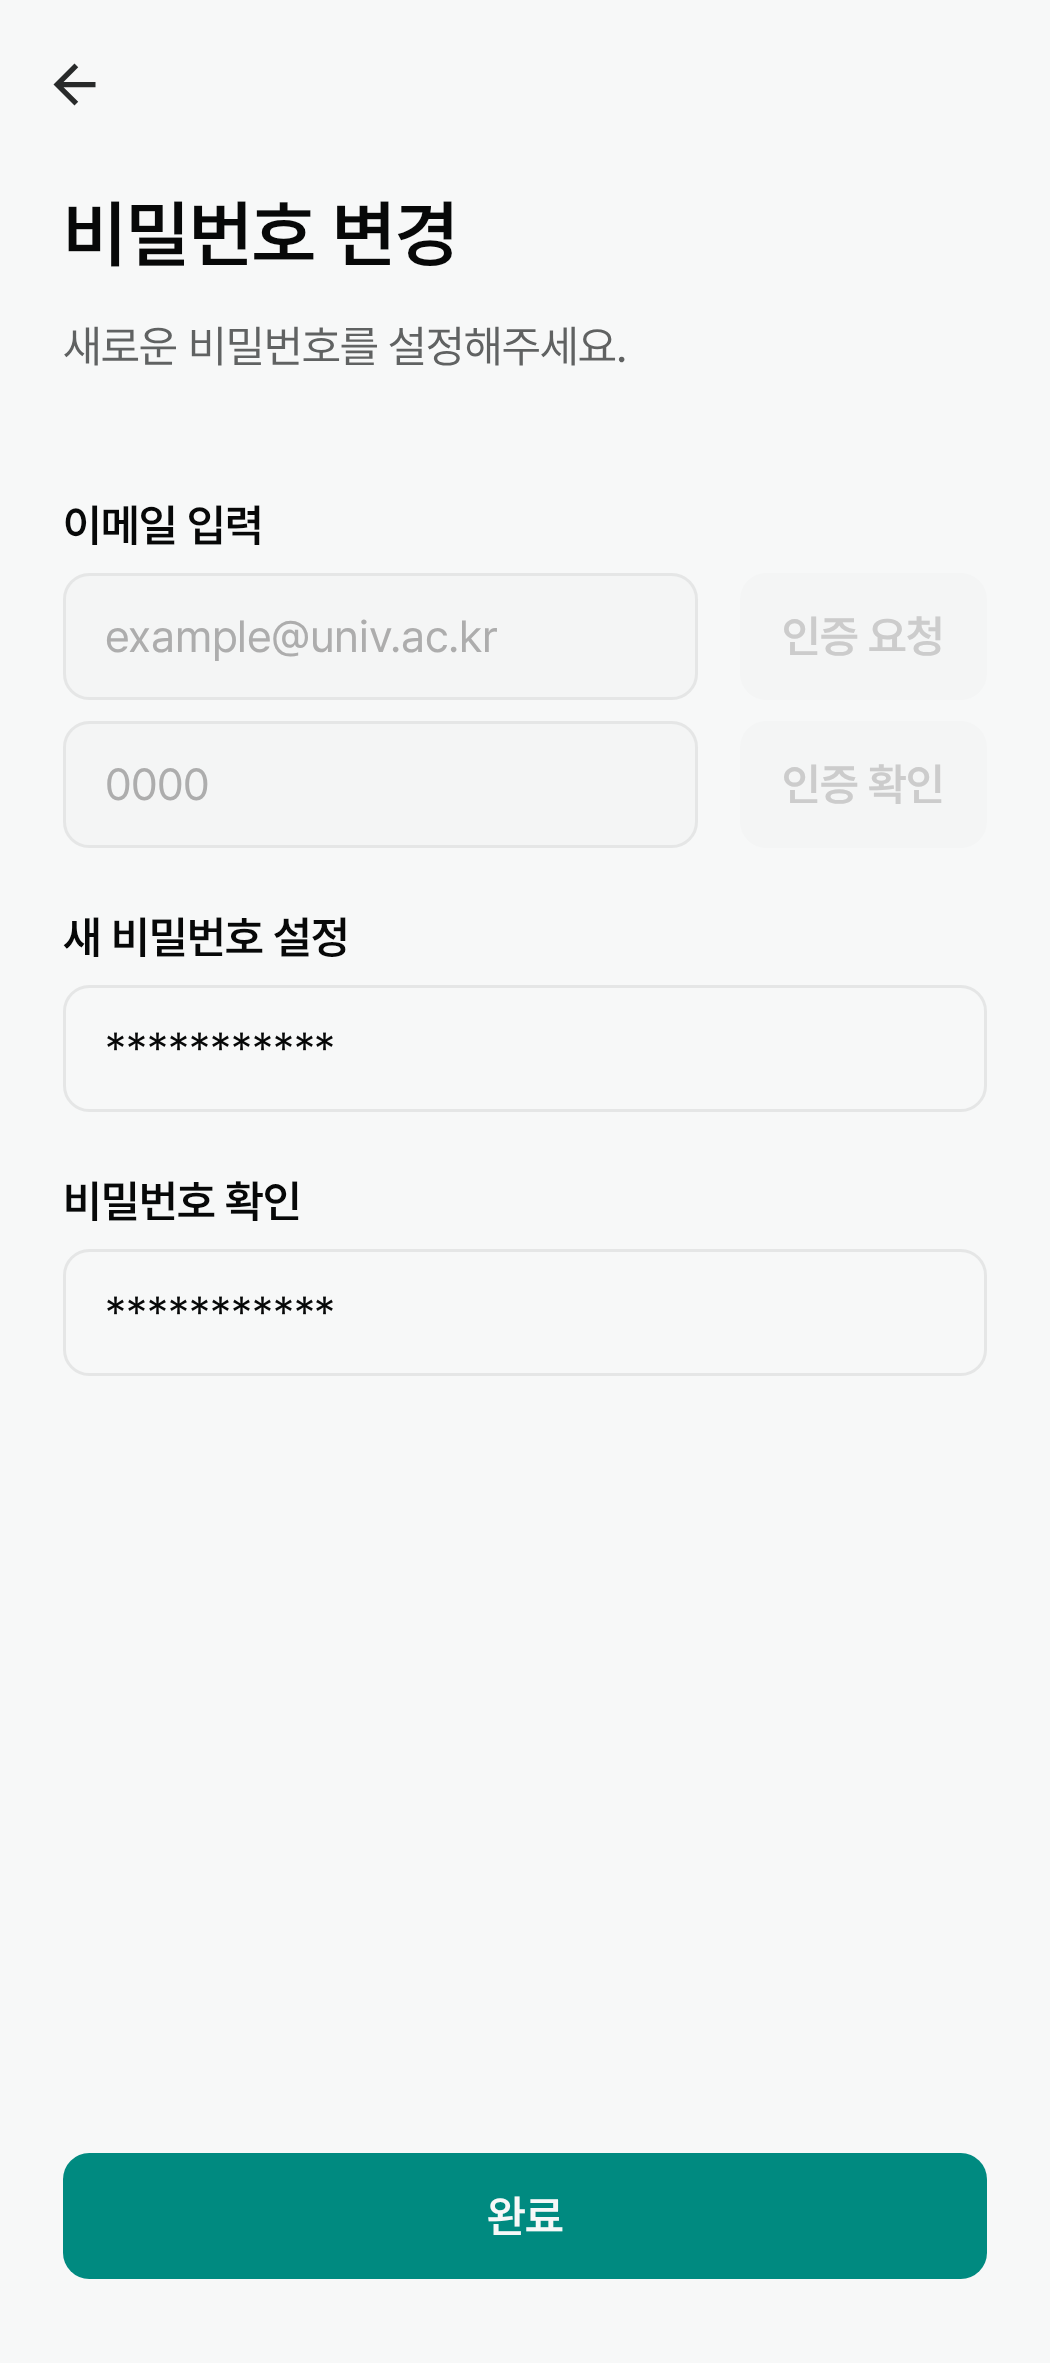 비밀번호 변경
새로운 비밀번호를 설정해주세요.
이메일 입력
example@univ.ac.kr
인증 요청
0000
인증 확인
새 비밀번호 설정
***********
비밀번호 확인
***********
완료